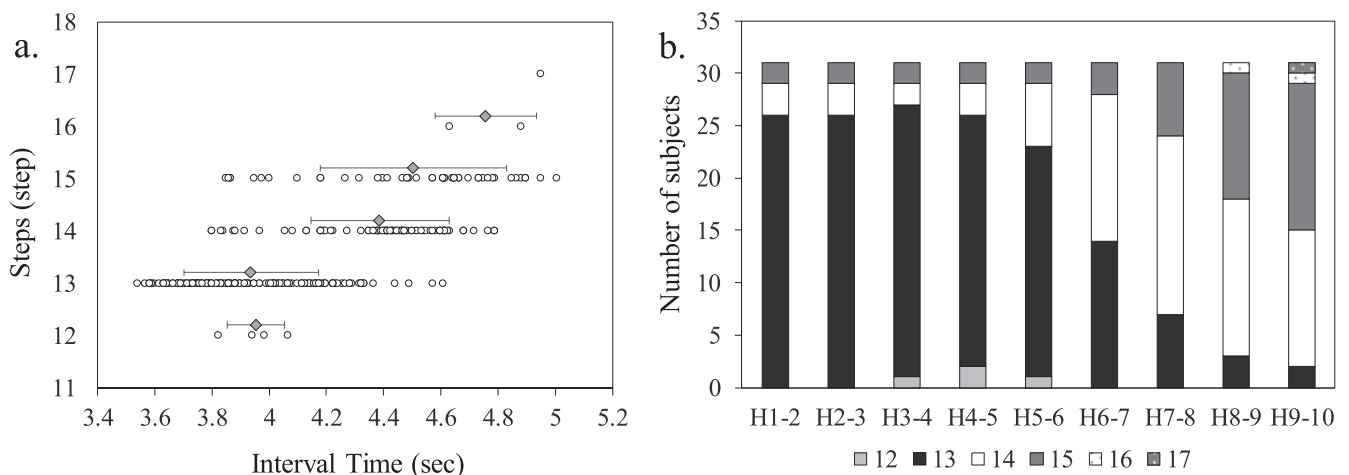 a.
Steps (step)
18
17
16
15
14
13
12
11
3.4 3.6 3.8 4 4.2 4.4 4.6 4.8 5 5.2
Interval Time (sec)
b.
Number of subjects
35
30
25
20
15
10
5
0
H1-2 H2-3 H3-4 H4-5 H5-6 H6-7 H7-8 H8-9 H9-10
12 13 14 15 16 17